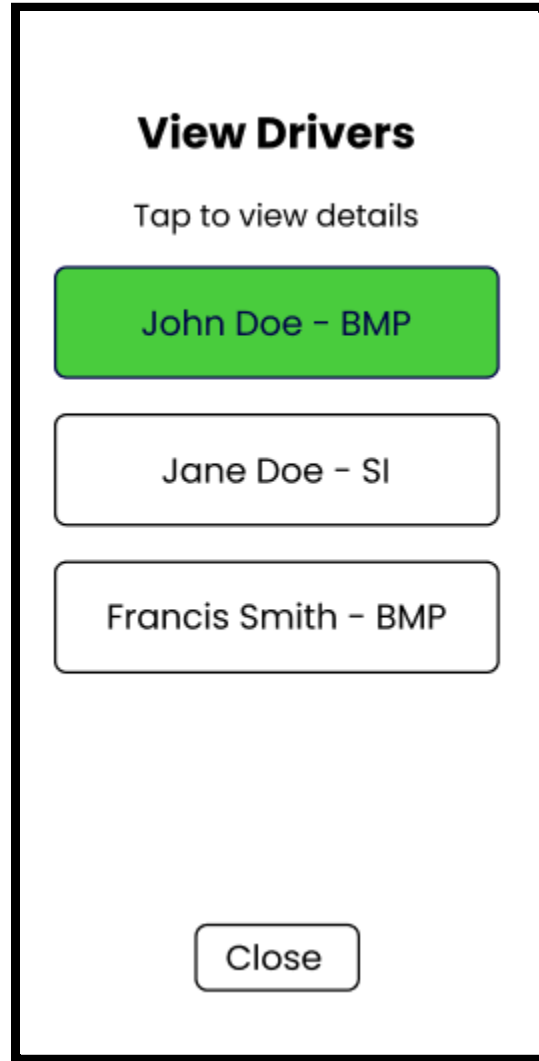 View Drivers
Tap to view details
John Doe - BMP
Jane Doe - SI
Francis Smith - BMP
Close